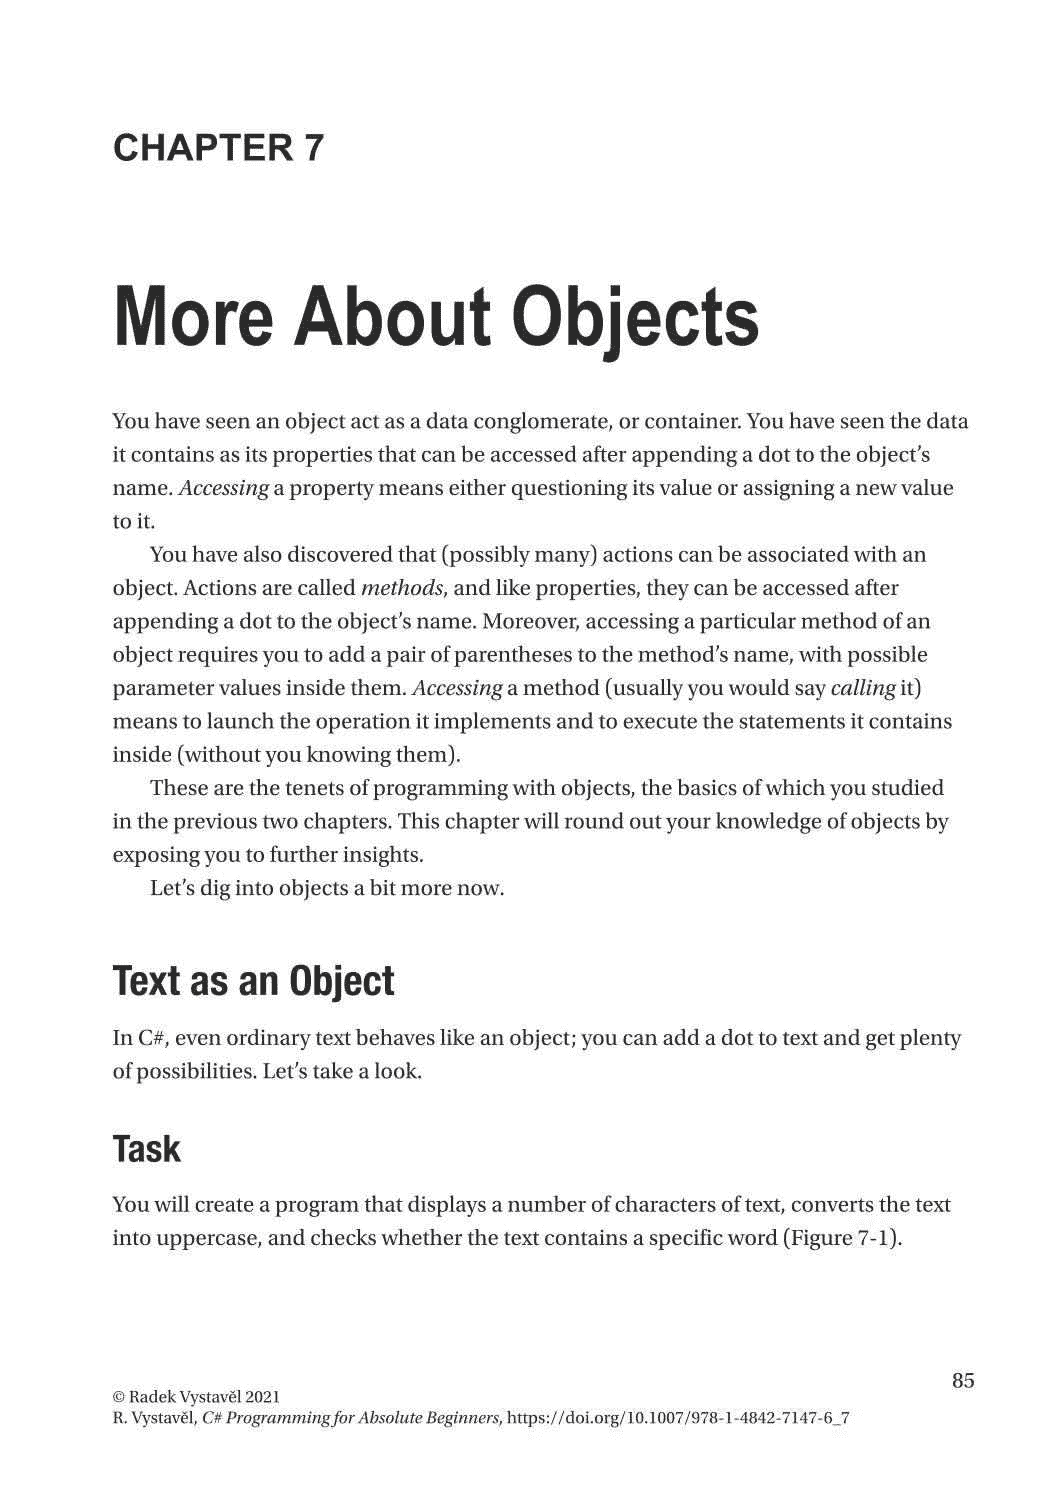 CHAPTER 7
More About Objects
You have seen an object act as a data conglomerate, or container. You have seen the data
it contains as its properties that can be accessed after appending a dot to the object’s
name. Accessing a property means either questioning its value or assigning a new value
to it.
You have also discovered that (possibly many) actions can be associated with an
object. Actions are called methods, and like properties, they can be accessed after
appending a dot to the object’s name. Moreover, accessing a particular method of an
object requires you to add a pair of parentheses to the method’s name, with possible
parameter values inside them. Accessing a method (usually you would say calling it)
means to launch the operation it implements and to execute the statements it contains
inside (without you knowing them).
These are the tenets of programming with objects, the basics of which you studied
in the previous two chapters. This chapter will round out your knowledge of objects by
exposing you to further insights.
Let’s dig into objects a bit more now.
Text as an Object
In C#, even ordinary text behaves like an object; you can add a dot to text and get plenty
of possibilities. Let’s take a look.
Task
You will create a program that displays a number of characters of text, converts the text
into uppercase, and checks whether the text contains a specific word (Figure 7-1).
85
© Radek Vystavěl 2021
R. Vystavěl, C# Programming for Absolute Beginners, https://doi.org/10.1007/978-1-4842-7147-6_7